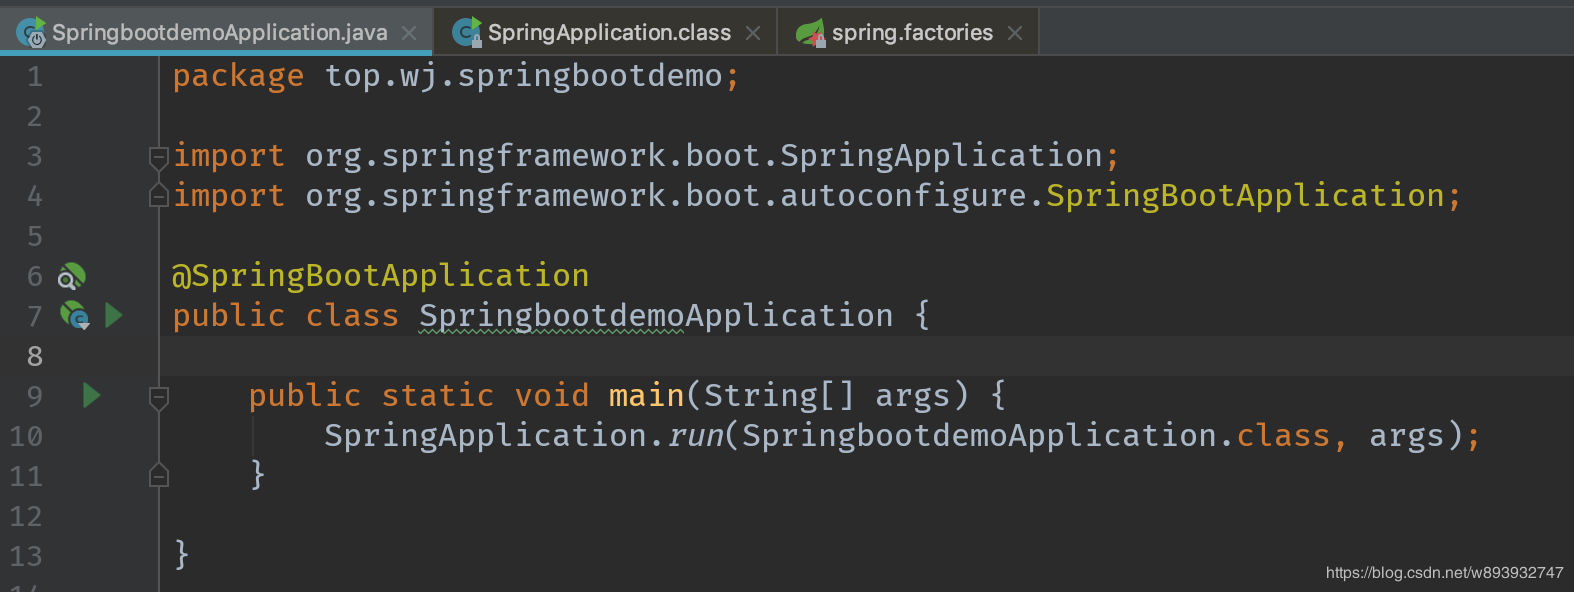 SpringbootdemoApplication.java SpringApplication.class spring.factories
1 package top.wj.springbootdemo;
2
3 import org.springframework.boot.SpringApplication;
4 import org.springframework.boot.autoconfigure.SpringBootApplication;
5
6 @SpringBootApplication
7 public class SpringbootdemoApplication {
8
9     public static void main(String[] args) {
10         SpringApplication.run(SpringbootdemoApplication.class, args);
11     }
12
13 }
https://blog.csdn.net/w893932747